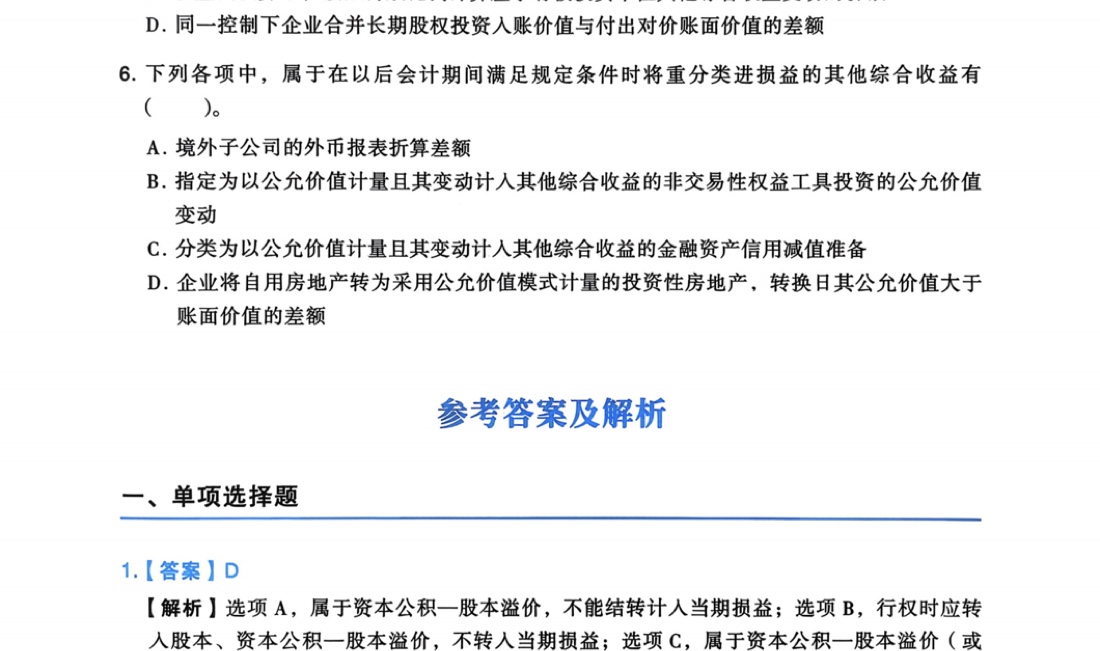 D. 同一控制下企业合并长期股权投资入账价值与付出对价账面价值的差额
6. 下列各项中，属于在以后会计期间满足规定条件时将重分类进损益的其他综合收益有
（　　）。
A. 境外子公司的外币报表折算差额
B. 指定为以公允价值计量且其变动计入其他综合收益的非交易性权益工具投资的公允价值
变动
C. 分类为以公允价值计量且其变动计入其他综合收益的金融资产信用减值准备
D. 企业将自用房地产转为采用公允价值模式计量的投资性房地产，转换日其公允价值大于
账面价值的差额
参考答案及解析
一、单项选择题
1.【答案】D
【解析】选项 A，属于资本公积—股本溢价，不能结转计入当期损益；选项 B，行权时应转
入股本、资本公积—股本溢价，不转入当期损益；选项 C，属于资本公积—股本溢价（或